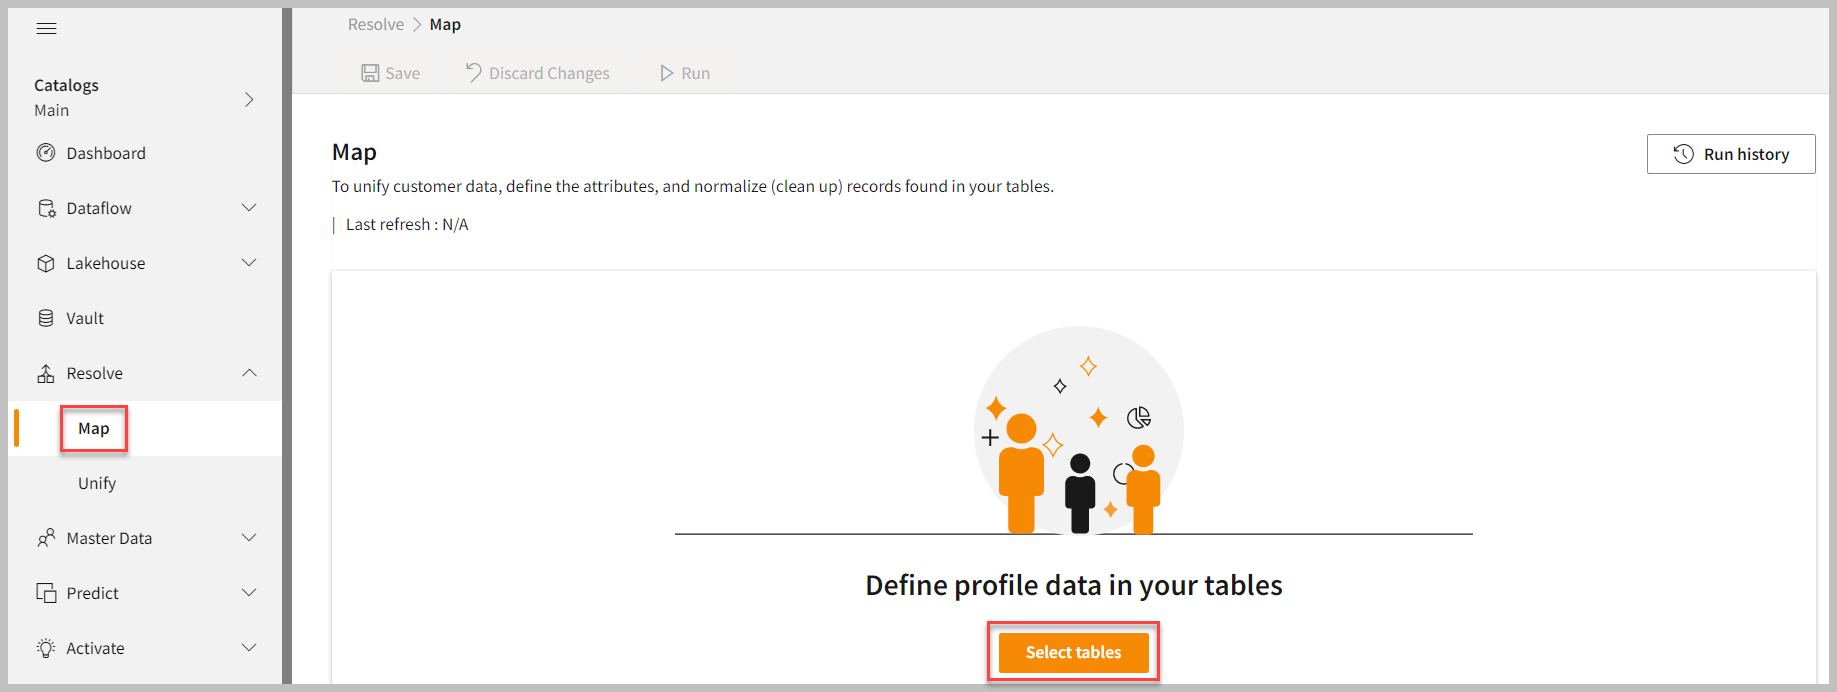 Catalogs
Main
Dashboard
Dataflow
Lakehouse
Vault
Resolve
Map
Unify
Master Data
Predict
Activate
Resolve > Map
Save Discard Changes Run
Map
Run history
To unify customer data, define the attributes, and normalize (clean up) records found in your tables.
Last refresh : N/A
Define profile data in your tables
Select tables